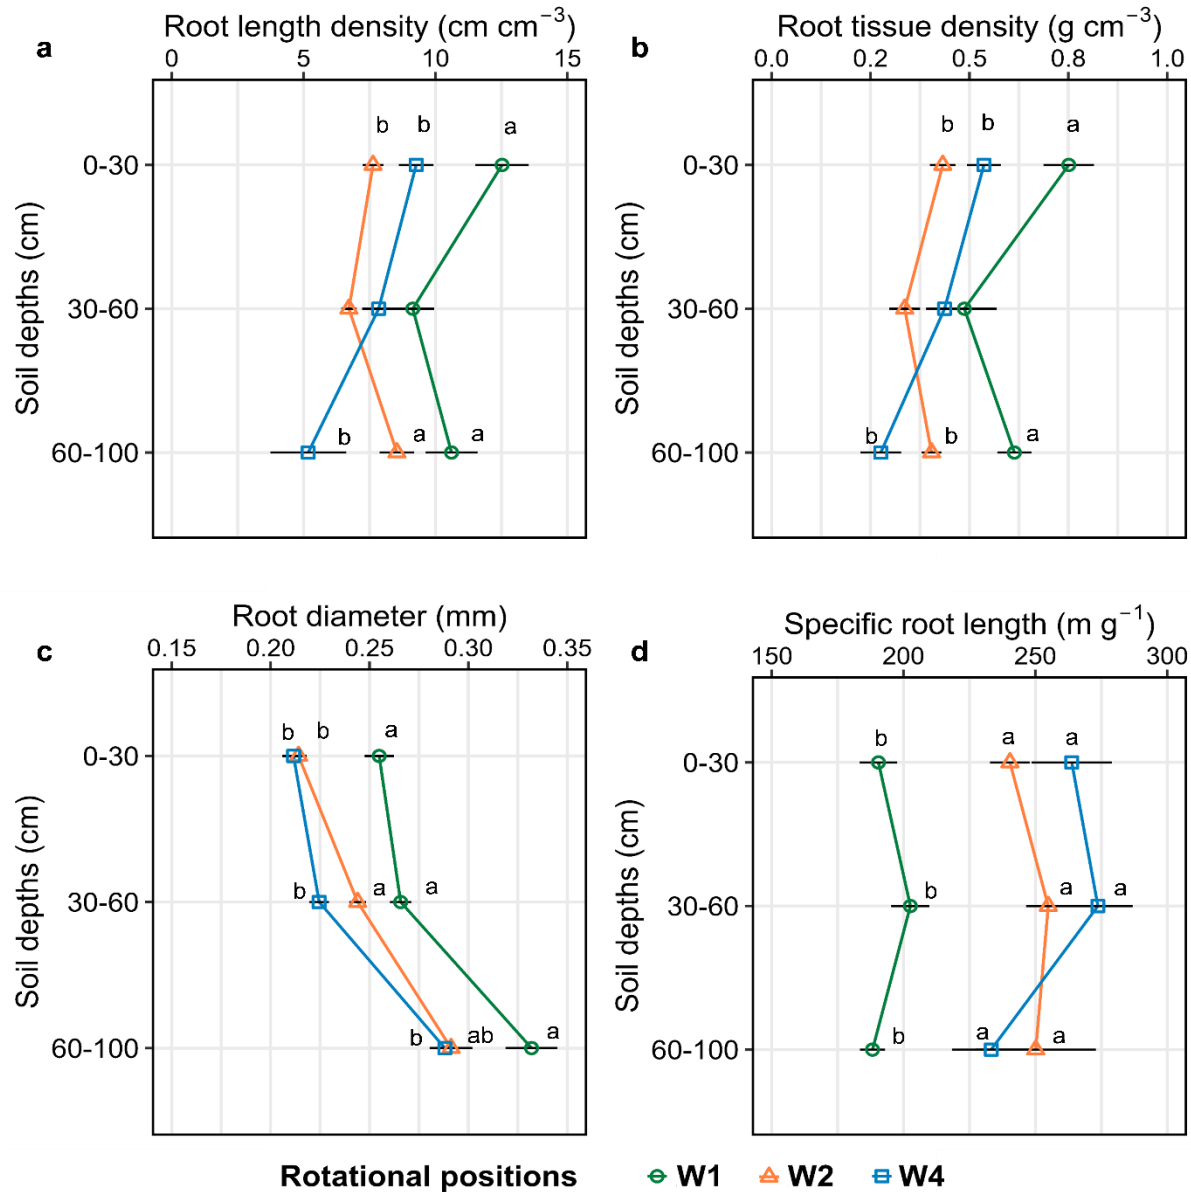 a
Root length density (cm cm⁻³)
0 5 10 15
b b a
0-30
30-60
60-100
b a a
Soil depths (cm)
b
Root tissue density (g cm⁻³)
0.0 0.2 0.5 0.8 1.0
b b a
0-30
30-60
60-100
b b a
Soil depths (cm)
c
Root diameter (mm)
0.15 0.20 0.25 0.30 0.35
b b a
0-30
b a a
30-60
b ab a
60-100
Soil depths (cm)
d
Specific root length (m g⁻¹)
150 200 250 300
b a a
0-30
b a a
30-60
b a a
60-100
Soil depths (cm)
Rotational positions W1 W2 W4